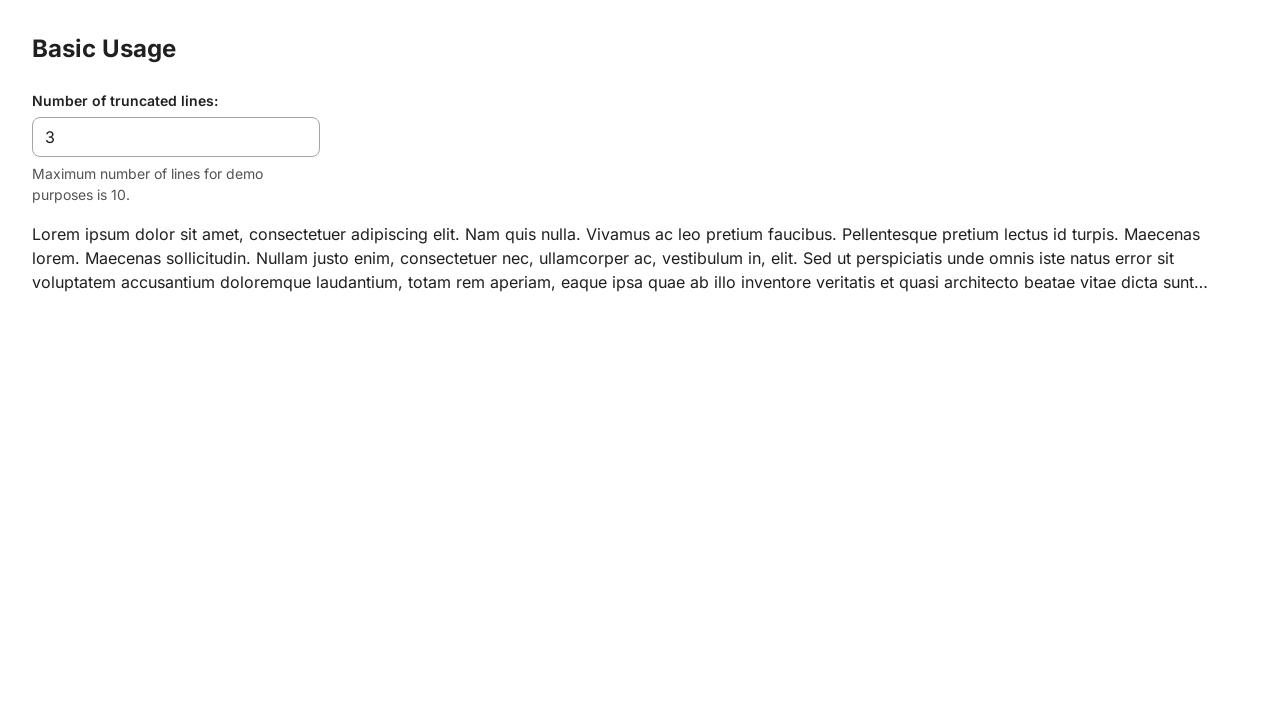 Basic Usage
Number of truncated lines:
3
Maximum number of lines for demo
purposes is 10.
Lorem ipsum dolor sit amet, consectetuer adipiscing elit. Nam quis nulla. Vivamus ac leo pretium faucibus. Pellentesque pretium lectus id turpis. Maecenas
lorem. Maecenas sollicitudin. Nullam justo enim, consectetuer nec, ullamcorper ac, vestibulum in, elit. Sed ut perspiciatis unde omnis iste natus error sit
voluptatem accusantium doloremque laudantium, totam rem aperiam, eaque ipsa quae ab illo inventore veritatis et quasi architecto beatae vitae dicta sunt…